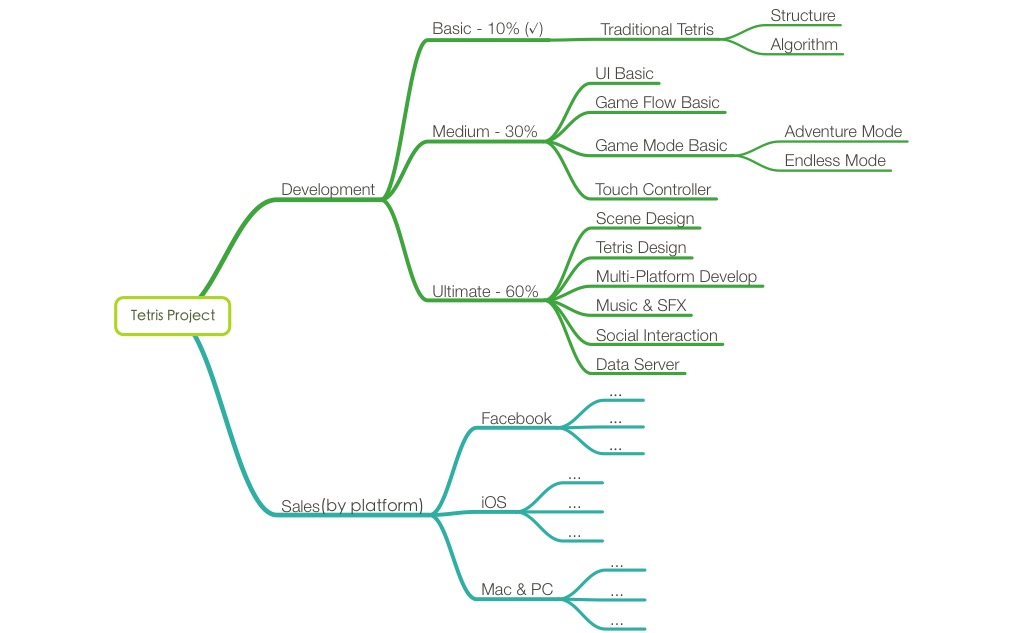 Tetris Project
Development
Basic - 10% (✓)
Traditional Tetris
Structure
Algorithm
Medium - 30%
UI Basic
Game Flow Basic
Game Mode Basic
Adventure Mode
Endless Mode
Touch Controller
Ultimate - 60%
Scene Design
Tetris Design
Multi-Platform Develop
Music & SFX
Social Interaction
Data Server
Sales(by platform)
Facebook
...
...
...
iOS
...
...
...
Mac & PC
...
...
...